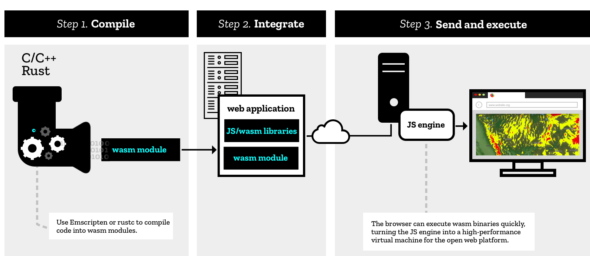 Step 1. Compile
Step 2. Integrate
Step 3. Send and execute
C/C++
Rust
wasm module
web application
JS/wasm libraries
wasm module
JS engine
Use Emscripten or rustc to compile
code into wasm modules.
The browser can execute wasm binaries quickly,
turning the JS engine into a high-performance
virtual machine for the open web platform.